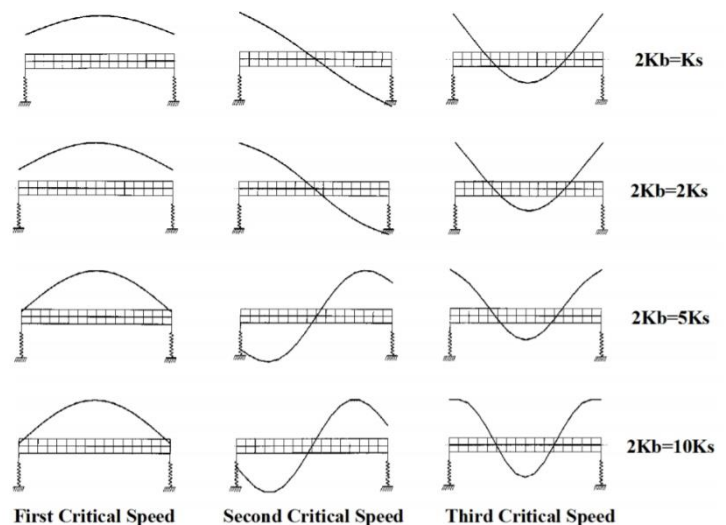 2Kb=Ks
2Kb=2Ks
2Kb=5Ks
2Kb=10Ks
First Critical Speed
Second Critical Speed
Third Critical Speed